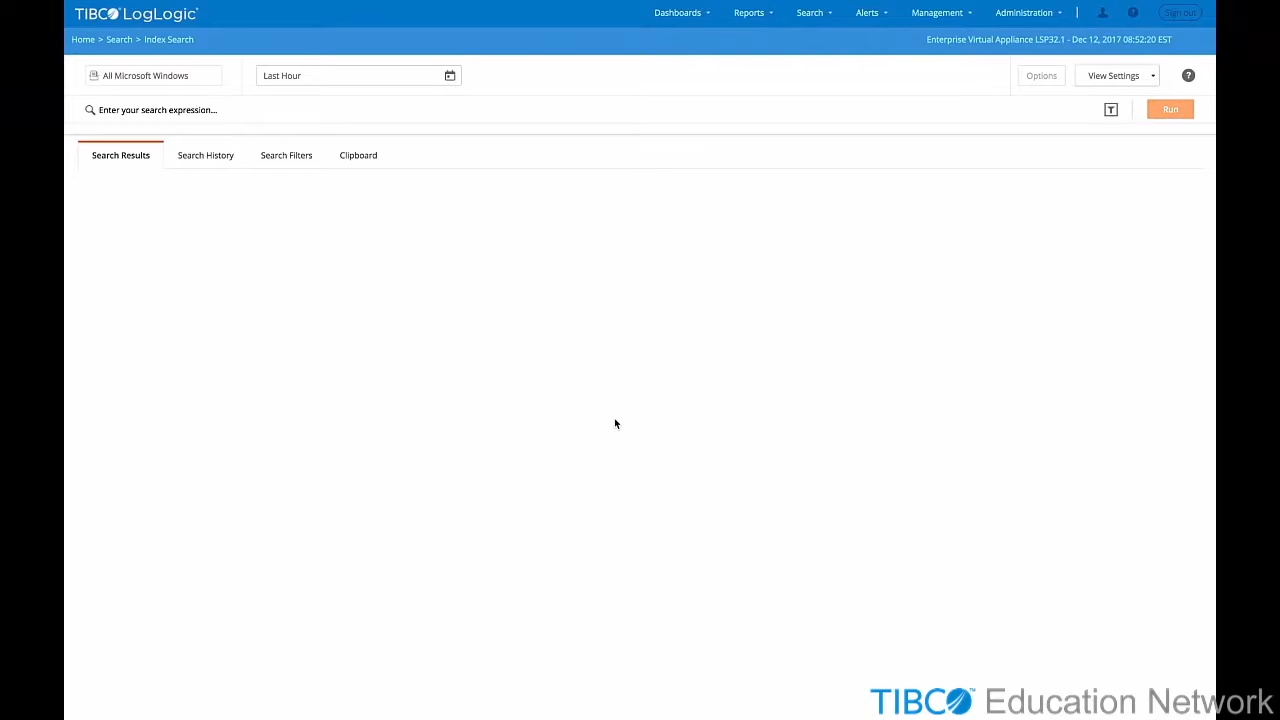 TIBCO LogLogic® Dashboards Reports Search Alerts Management Administration Sign out
Home > Search > Index Search Enterprise Virtual Appliance LSP32.1 - Dec 12, 2017 08:52:20 EST
All Microsoft Windows Last Hour Options View Settings
Enter your search expression... T Run
Search Results Search History Search Filters Clipboard
TIBCO™ Education Network